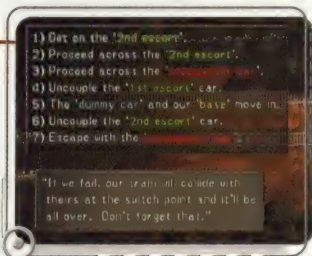 1) Get on the '2nd escort'.
2) Proceed across the '2nd escort'.
3) Proceed across the
4) Uncouple the '1st escort' car.
5) The 'dummy car' and our 'base' move in.
6) Uncouple the '2nd escort' car.
7) Escape with the
"If we fail, our train'll collide with
theirs at the switch point and it'll be
all over. Don't forget that."